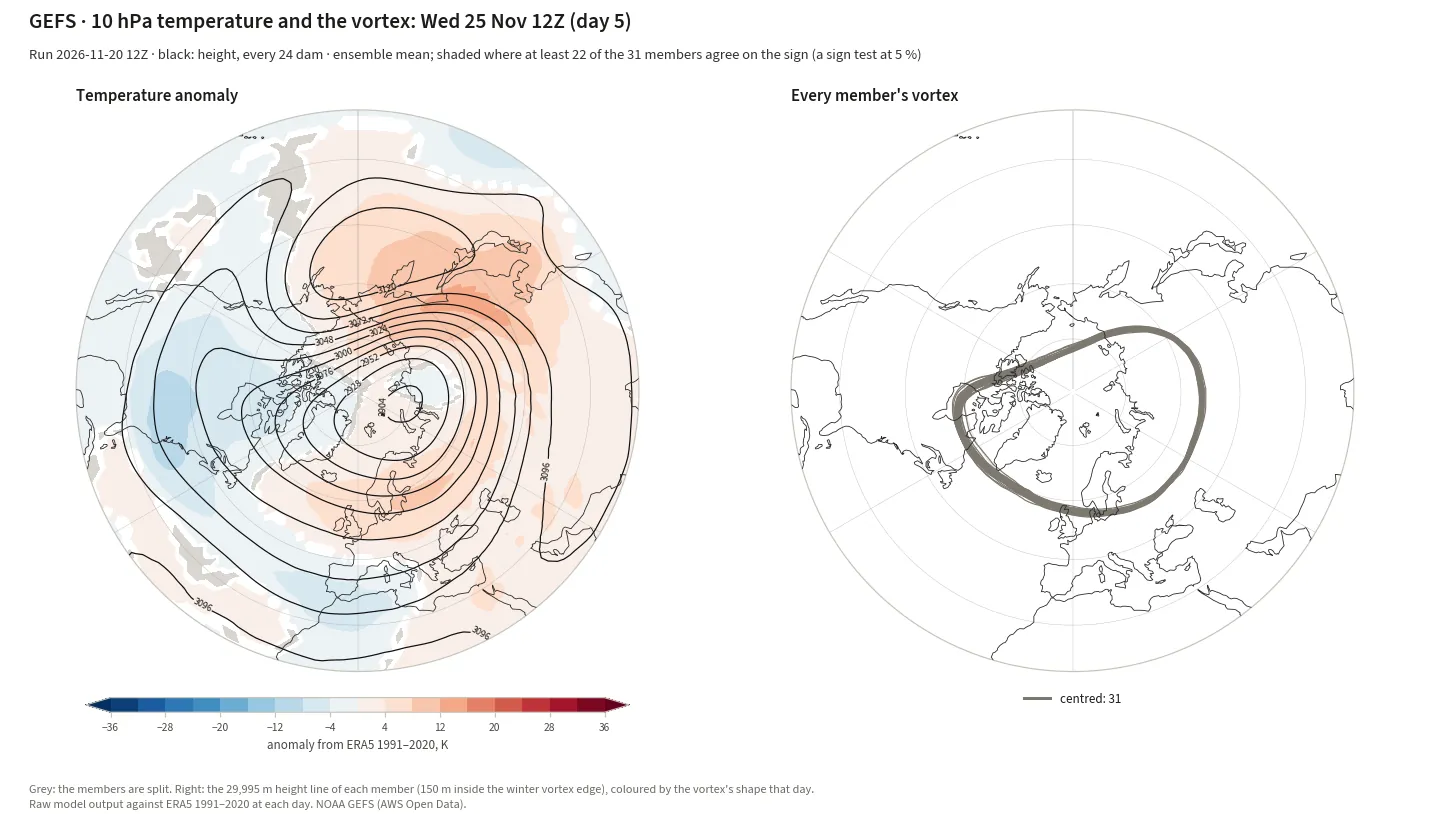 GEFS · 10 hPa temperature and the vortex: Wed 25 Nov 12Z (day 5)
Run 2026-11-20 12Z · black: height, every 24 dam · ensemble mean; shaded where at least 22 of the 31 members agree on the sign (a sign test at 5 %)
Temperature anomaly
Every member's vortex
3120
3072
3024
3048
3000
2952
2976
2928
2904
3096
3096
3096
centred: 31
−36 −28 −20 −12 −4 4 12 20 28 36
anomaly from ERA5 1991–2020, K
Grey: the members are split. Right: the 29,995 m height line of each member (150 m inside the winter vortex edge), coloured by the vortex's shape that day.
Raw model output against ERA5 1991–2020 at each day. NOAA GEFS (AWS Open Data).